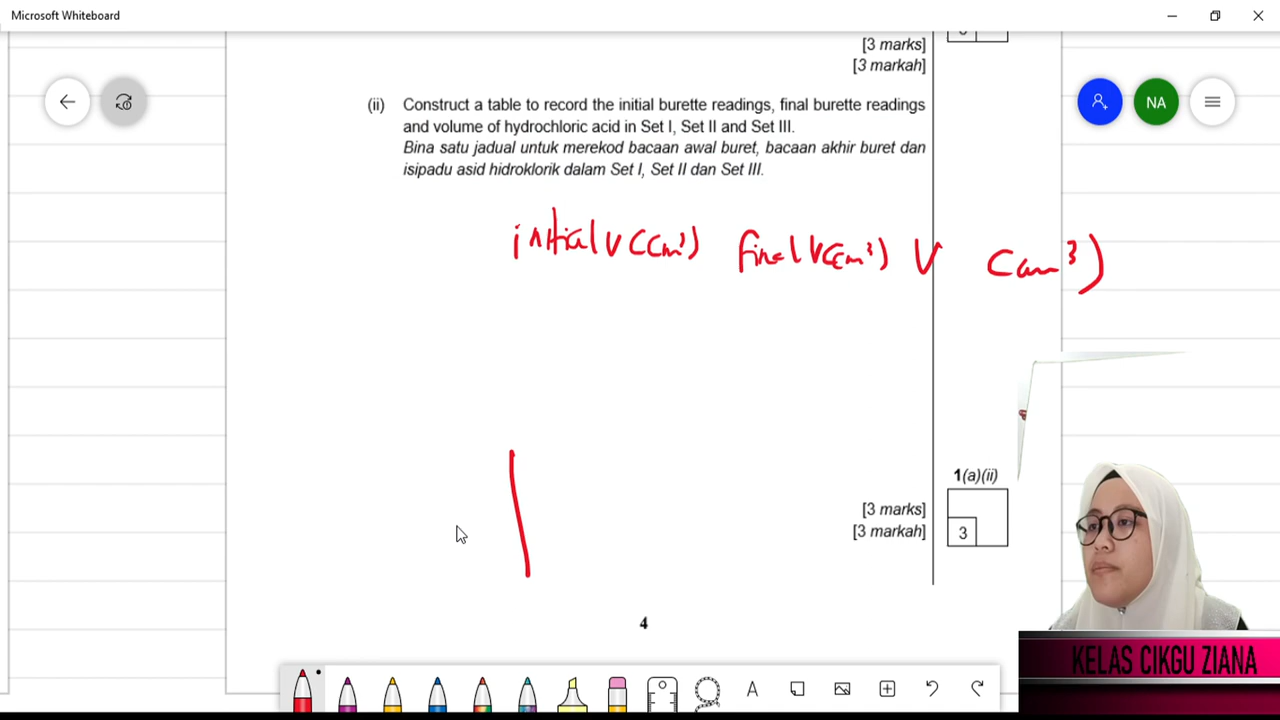 Microsoft Whiteboard
[3 marks]
[3 markah]
(ii) Construct a table to record the initial burette readings, final burette readings
and volume of hydrochloric acid in Set I, Set II and Set III.
Bina satu jadual untuk merekod bacaan awal buret, bacaan akhir buret dan
isipadu asid hidroklorik dalam Set I, Set II dan Set III.
NA
initial V (cm³) final V (cm³) V (cm³)
1(a)(ii)
[3 marks]
[3 markah]
3
4
KELAS CIKGU ZIANA
A